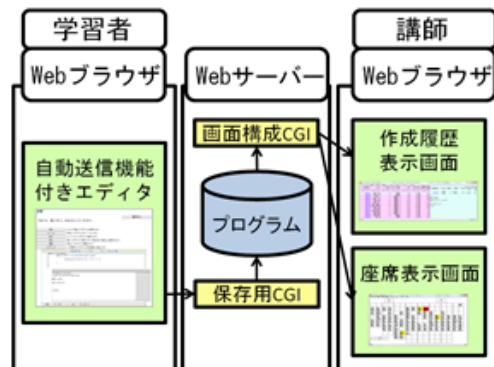 学習者
Webブラウザ
自動送信機能
付きエディタ
Webサーバー
画面構成CGI
プログラム
保存用CGI
講師
Webブラウザ
作成履歴
表示画面
座席表示画面